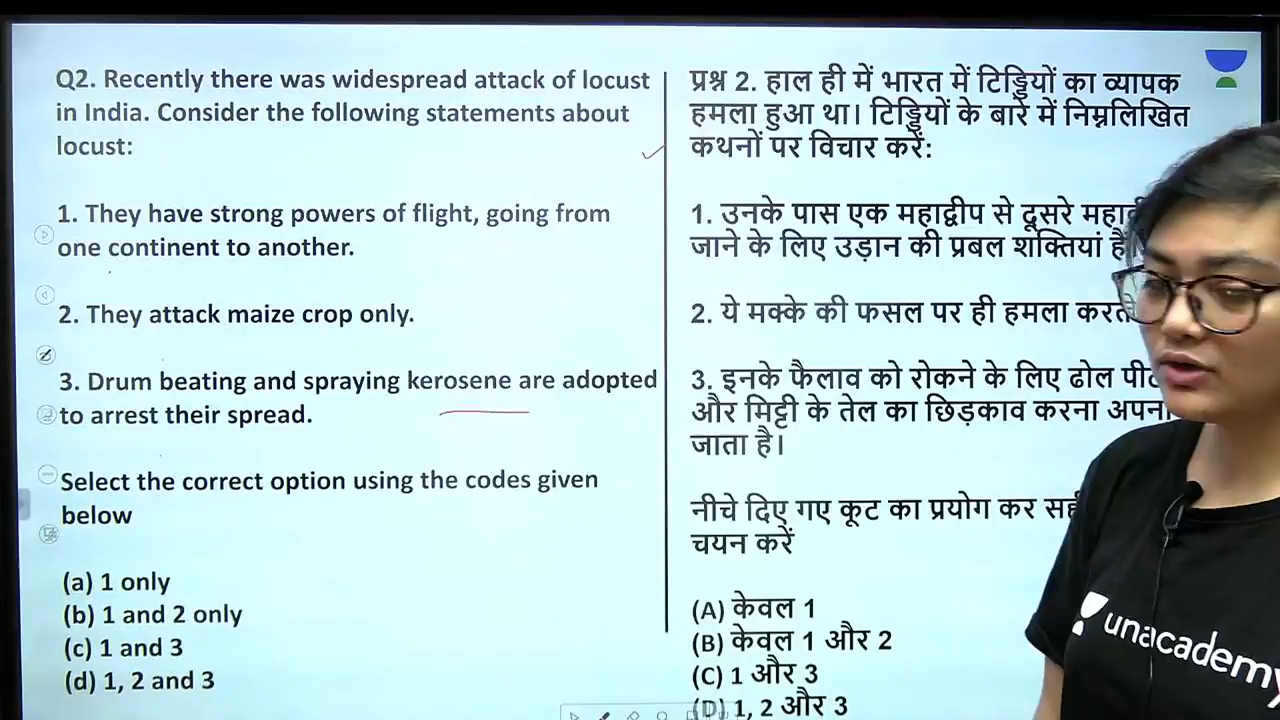 Q2. Recently there was widespread attack of locust
in India. Consider the following statements about
locust:
1. They have strong powers of flight, going from
one continent to another.
2. They attack maize crop only.
3. Drum beating and spraying kerosene are adopted
to arrest their spread.
Select the correct option using the codes given
below
(a) 1 only
(b) 1 and 2 only
(c) 1 and 3
(d) 1, 2 and 3
प्रश्न 2. हाल ही में भारत में टिड्डियों का व्यापक
हमला हुआ था। टिड्डियों के बारे में निम्नलिखित
कथनों पर विचार करें:
1. उनके पास एक महाद्वीप से दूसरे
जाने के लिए उड़ान की प्रबल शक्तियां हैं।
2. ये मक्के की फसल पर ही हमला
3. इनके फैलाव को रोकने के लिए ढोल
और मिट्टी के तेल का छिड़काव करना
जाता है।
नीचे दिए गए कूट का प्रयोग कर
चयन करें
(A) केवल 1
(B) केवल 1 और 2
(C) 1 और 3
(D) 1, 2 और 3
unacademy